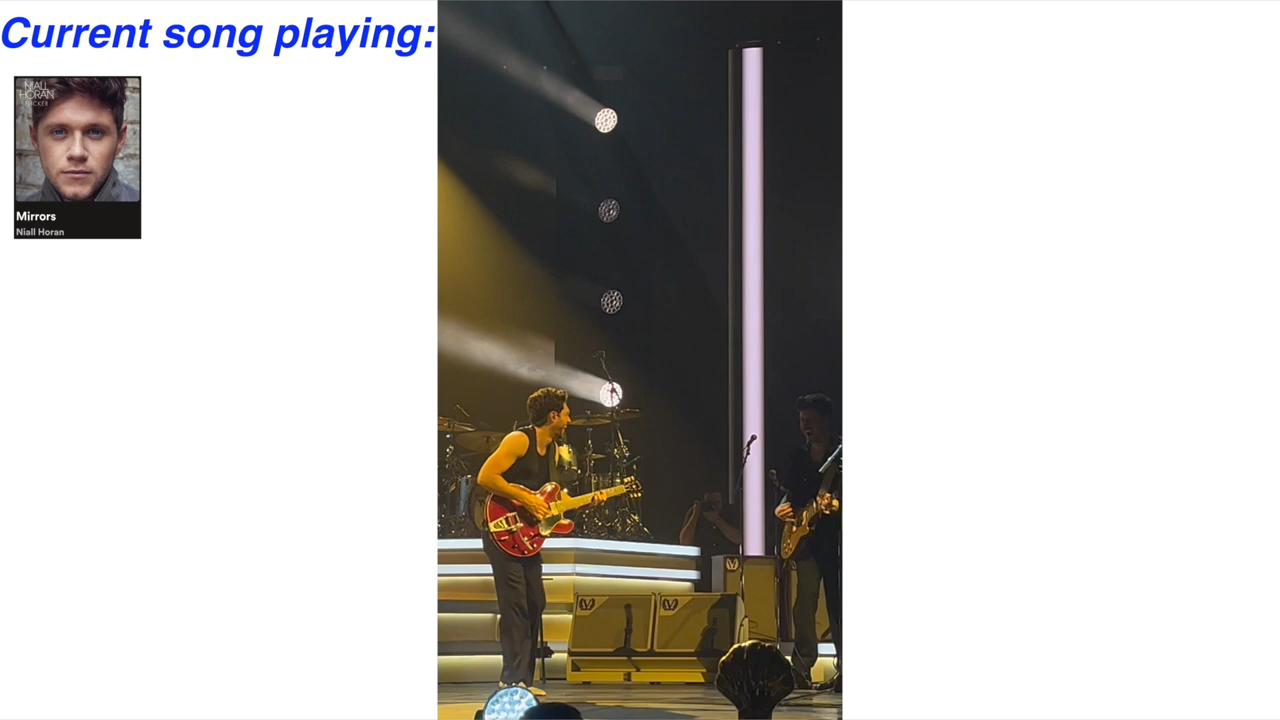 Current song playing:
NIALL
HORAN
FLICKER
Mirrors
Niall Horan